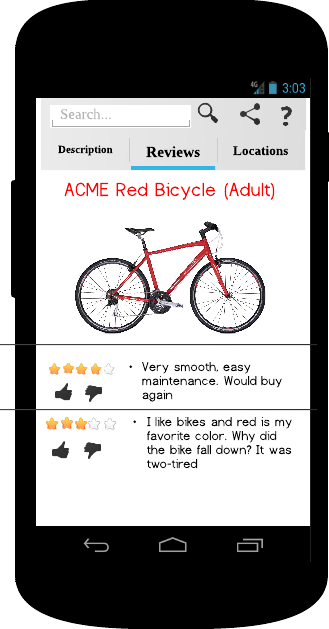 4G 3:03
Search... ?
Description Reviews Locations
ACME Red Bicycle (Adult)
• Very smooth, easy
maintenance. Would buy
again
• I like bikes and red is my
favorite color. Why did
the bike fall down? It was
two-tired